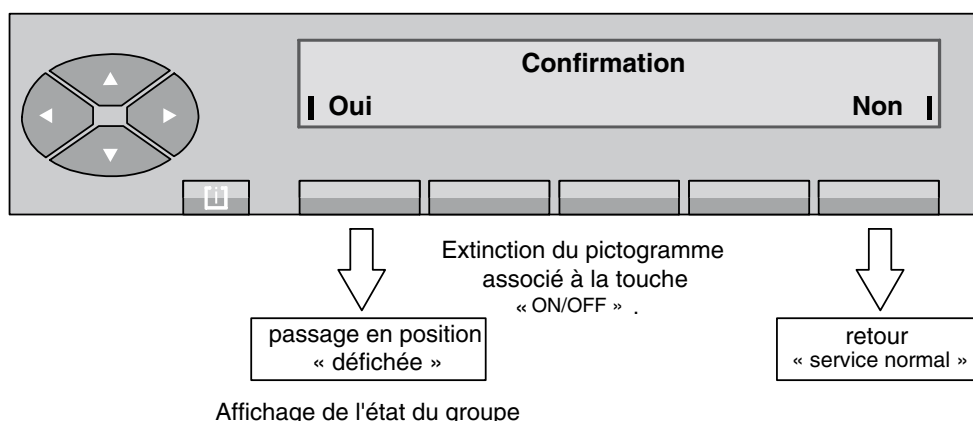 Confirmation
Oui Non
[i]
Extinction du pictogramme
associé à la touche
« ON/OFF » .
passage en position
« défichée »
retour
« service normal »
Affichage de l'état du groupe